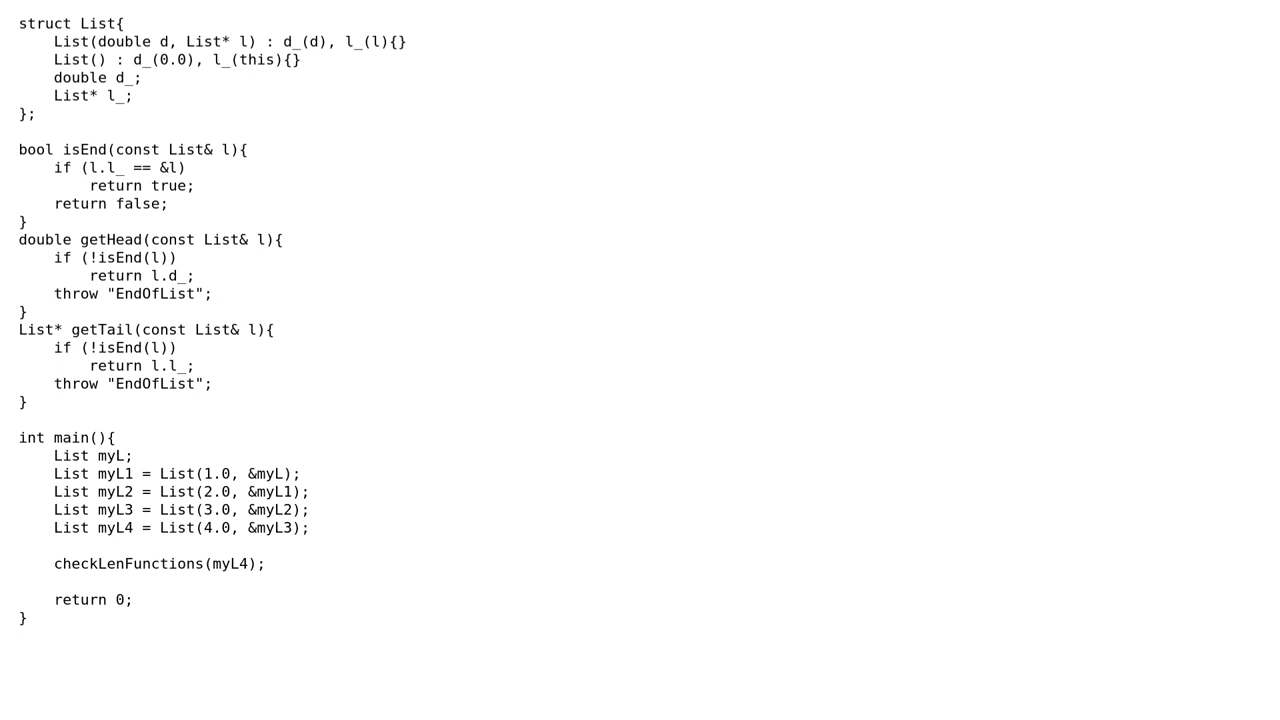 struct List{
    List(double d, List* l) : d_(d), l_(l){}
    List() : d_(0.0), l_(this){}
    double d_;
    List* l_;
};

bool isEnd(const List& l){
    if (l.l_ == &l)
        return true;
    return false;
}
double getHead(const List& l){
    if (!isEnd(l))
        return l.d_;
    throw "EndOfList";
}
List* getTail(const List& l){
    if (!isEnd(l))
        return l.l_;
    throw "EndOfList";
}

int main(){
    List myL;
    List myL1 = List(1.0, &myL);
    List myL2 = List(2.0, &myL1);
    List myL3 = List(3.0, &myL2);
    List myL4 = List(4.0, &myL3);

    checkLenFunctions(myL4);

    return 0;
}